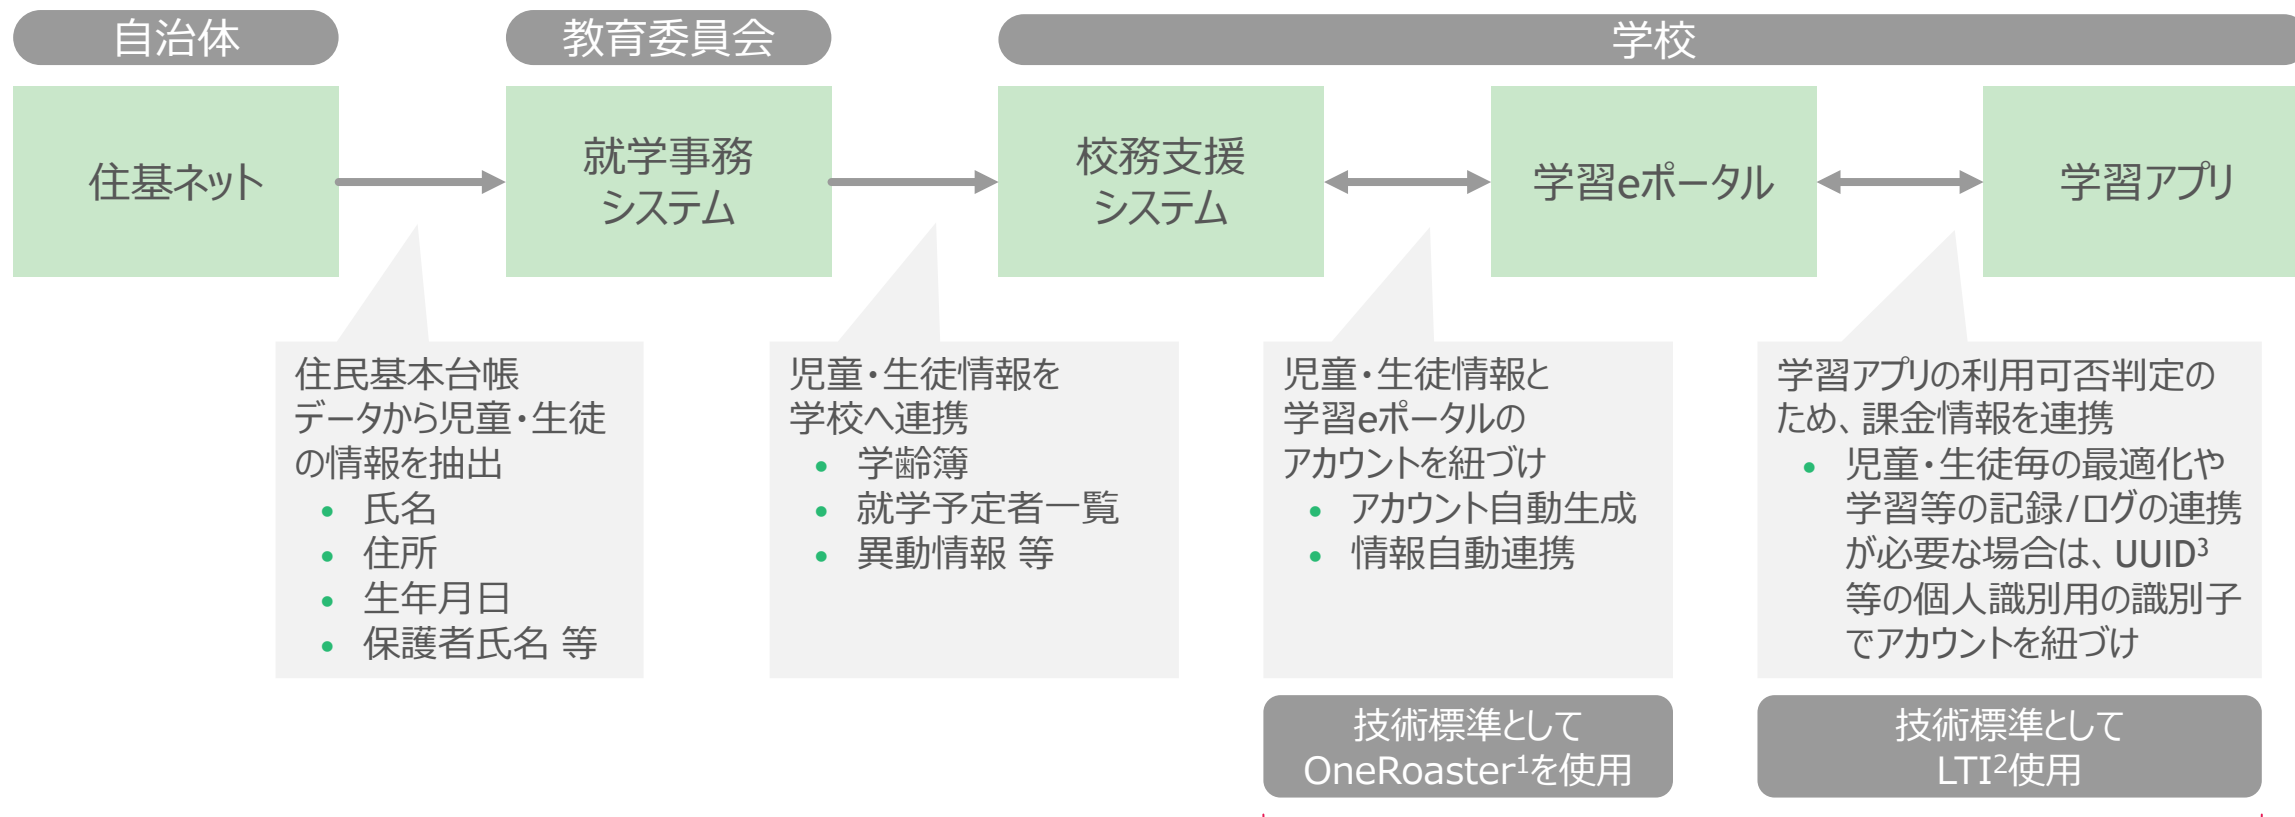 自治体
教育委員会
学校
住基ネット
就学事務
システム
校務支援
システム
学習eポータル
学習アプリ
住民基本台帳
データから児童・生徒
の情報を抽出
• 氏名
• 住所
• 生年月日
• 保護者氏名 等
児童・生徒情報を
学校へ連携
• 学齢簿
• 就学予定者一覧
• 異動情報 等
児童・生徒情報と
学習eポータルの
アカウントを紐づけ
• アカウント自動生成
• 情報自動連携
学習アプリの利用可否判定の
ため、課金情報を連携
• 児童・生徒毎の最適化や
学習等の記録/ログの連携
が必要な場合は、UUID³
等の個人識別用の識別子
でアカウントを紐づけ
技術標準として
OneRoaster¹を使用
技術標準として
LTI²使用